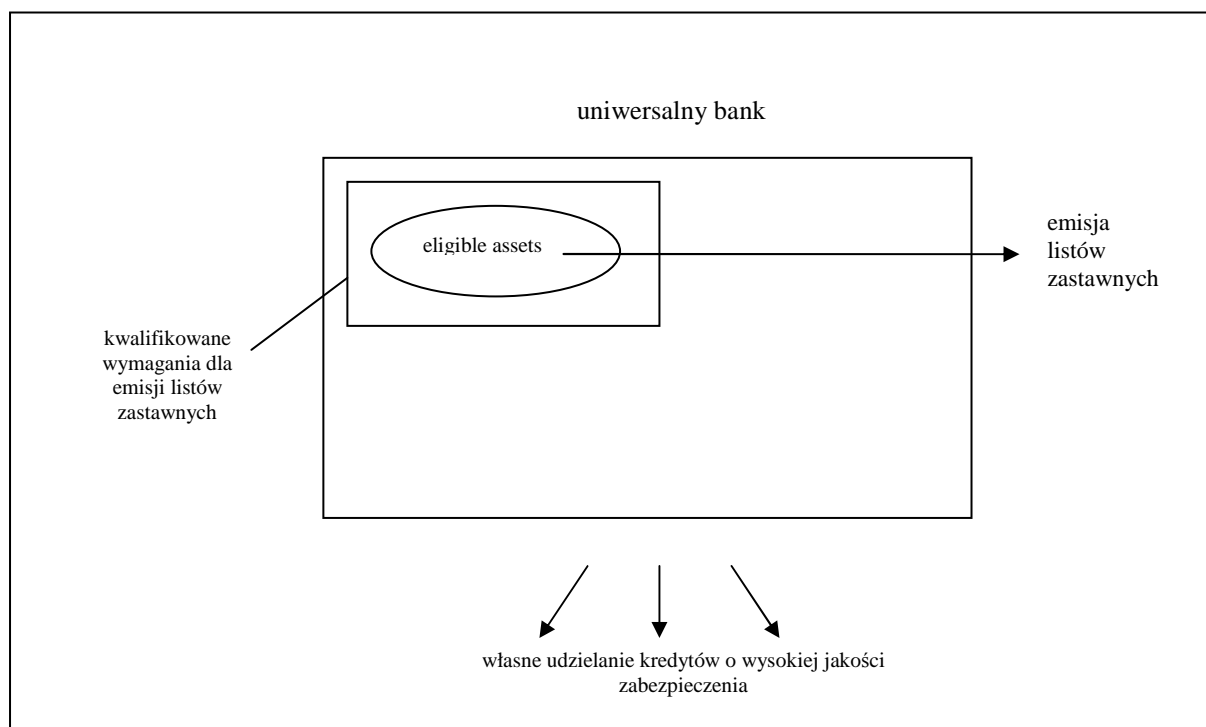 uniwersalny bank
eligible assets
emisja
listów
zastawnych
kwalifikowane
wymagania dla
emisji listów
zastawnych
własne udzielanie kredytów o wysokiej jakości
zabezpieczenia